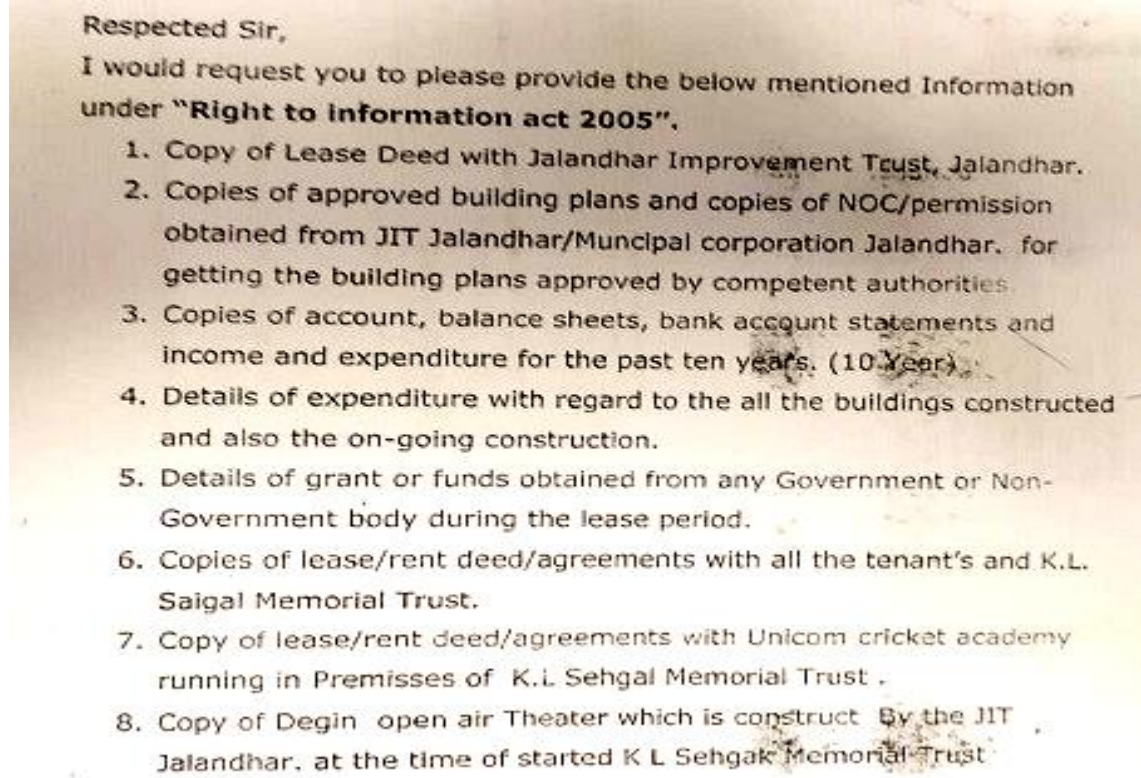 Respected Sir,
I would request you to please provide the below mentioned Information
under "Right to information act 2005".
1. Copy of Lease Deed with Jalandhar Improvement Trust, Jalandhar.
2. Copies of approved building plans and copies of NOC/permission
obtained from JIT Jalandhar/Muncipal corporation Jalandhar. for
getting the building plans approved by competent authorities.
3. Copies of account, balance sheets, bank account statements and
income and expenditure for the past ten years. (10 Year).
4. Details of expenditure with regard to the all the buildings constructed
and also the on-going construction.
5. Details of grant or funds obtained from any Government or Non-
Government body during the lease period.
6. Copies of lease/rent deed/agreements with all the tenant's and K.L.
Saigal Memorial Trust.
7. Copy of lease/rent deed/agreements with Unicom cricket academy
running in Premisses of K.L Sehgal Memorial Trust .
8. Copy of Degin open air Theater which is construct By the JIT
Jalandhar. at the time of started K L Sehgak Memorial Trust